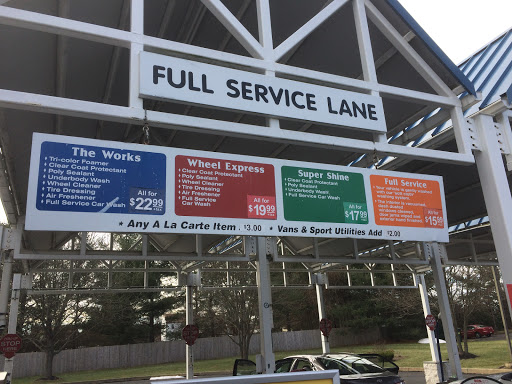 FULL SERVICE LANE
The Works
• Tri-color Foamer
• Clear Coat Protectant
• Poly Sealant
• Underbody Wash
• Wheel Cleaner
• Tire Dressing
• Air Freshener
• Full Service Car Wash
All for
$22.99
Wheel Express
• Clear Coat Protectant
• Poly Sealant
• Wheel Cleaner
• Tire Dressing
• Air Freshener
• Full Service Car Wash
All for
$19.99
Super Shine
• Clear Coat Protectant
• Poly Sealant
• Underbody Wash
• Full Service Car Wash
All for
$17.99
Full Service
All for
$15
* Any A La Carte Item $3.00 * Vans & Sport Utilities Add $2.00
STOP